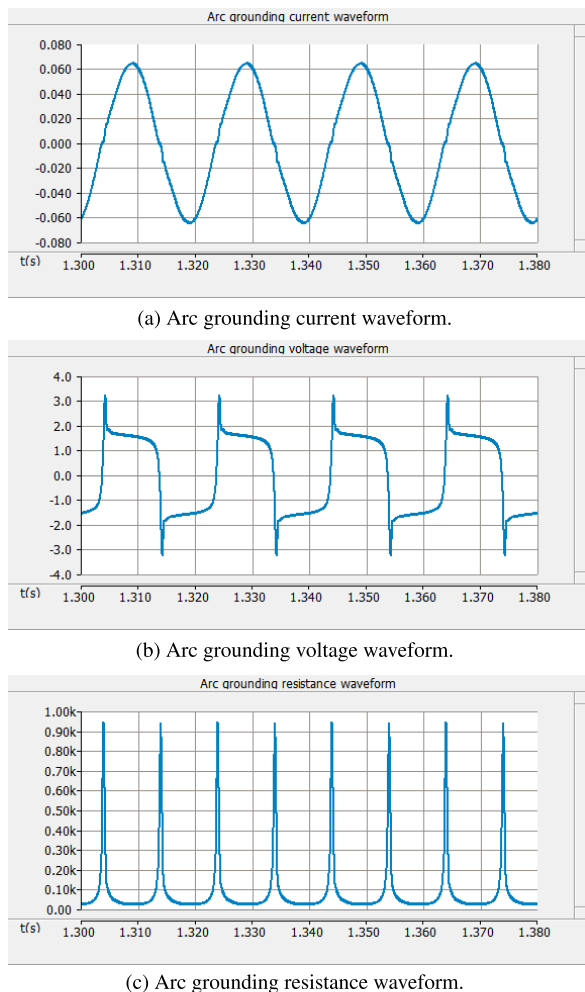 Arc grounding current waveform
0.080
0.060
0.040
0.020
0.000
-0.020
-0.040
-0.060
-0.080
t(s) 1.300 1.310 1.320 1.330 1.340 1.350 1.360 1.370 1.380
(a) Arc grounding current waveform.
Arc grounding voltage waveform
4.0
3.0
2.0
1.0
0.0
-1.0
-2.0
-3.0
-4.0
t(s) 1.300 1.310 1.320 1.330 1.340 1.350 1.360 1.370 1.380
(b) Arc grounding voltage waveform.
Arc grounding resistance waveform
1.00k
0.90k
0.80k
0.70k
0.60k
0.50k
0.40k
0.30k
0.20k
0.10k
0.00
t(s) 1.300 1.310 1.320 1.330 1.340 1.350 1.360 1.370 1.380
(c) Arc grounding resistance waveform.